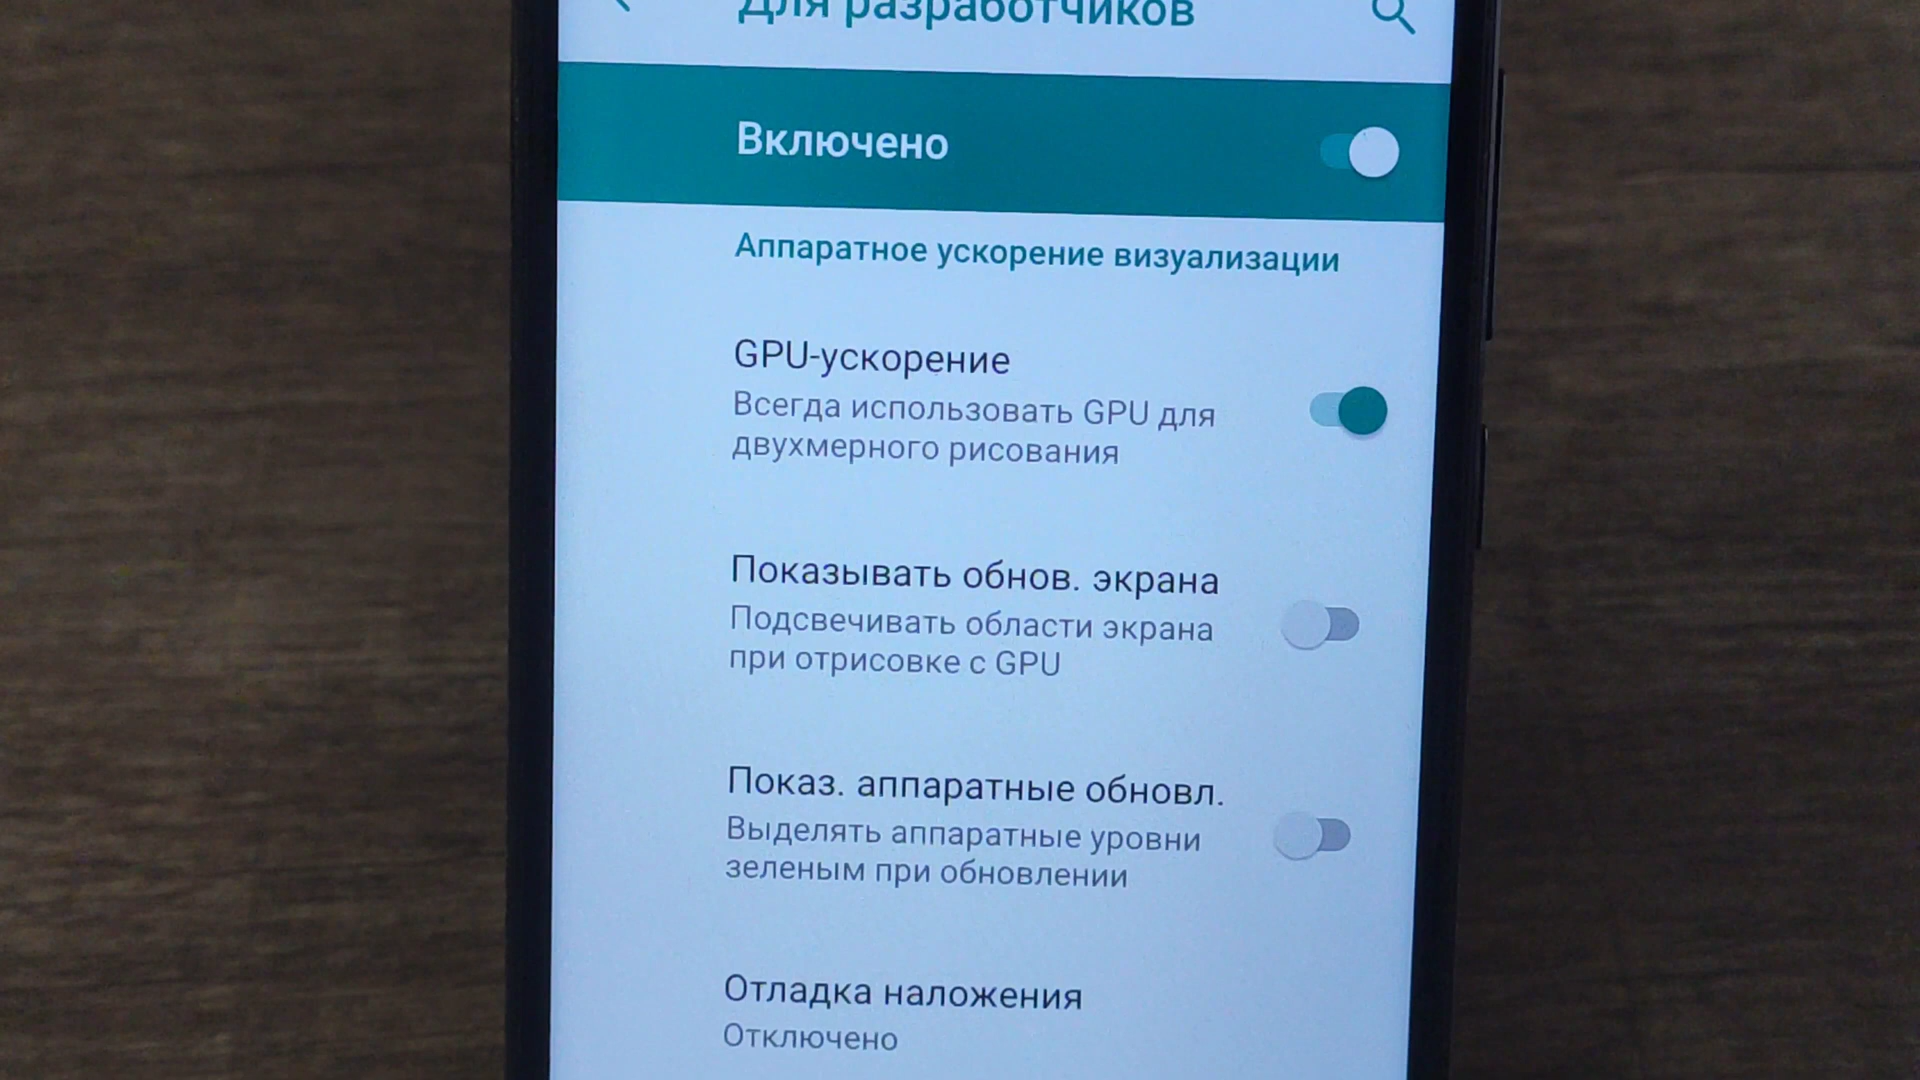 Для разработчиков
Включено
Аппаратное ускорение визуализации
GPU-ускорение
Всегда использовать GPU для
двухмерного рисования
Показывать обнов. экрана
Подсвечивать области экрана
при отрисовке с GPU
Показ. аппаратные обновл.
Выделять аппаратные уровни
зеленым при обновлении
Отладка наложения
Отключено